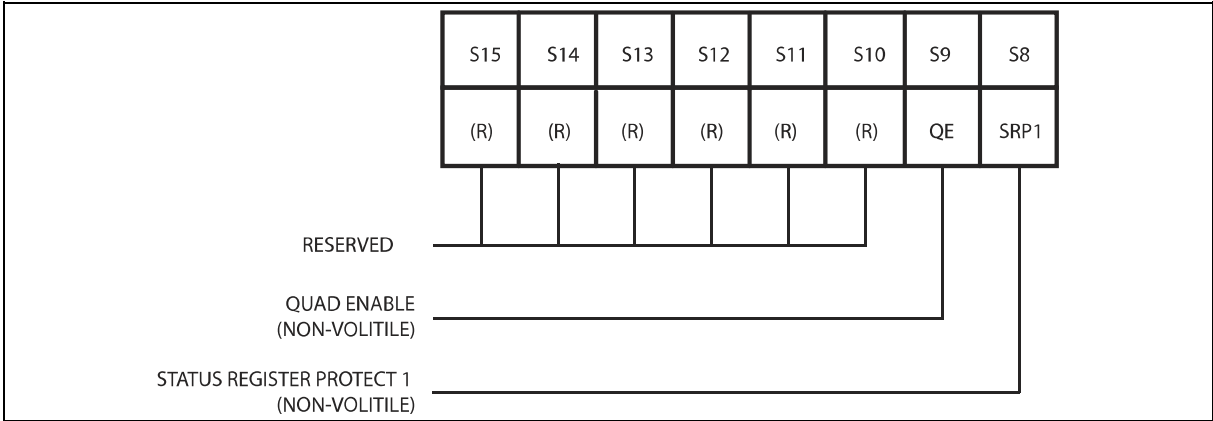 S15 S14 S13 S12 S11 S10 S9 S8
(R) (R) (R) (R) (R) (R) QE SRP1
RESERVED
QUAD ENABLE
(NON-VOLITILE)
STATUS REGISTER PROTECT 1
(NON-VOLITILE)